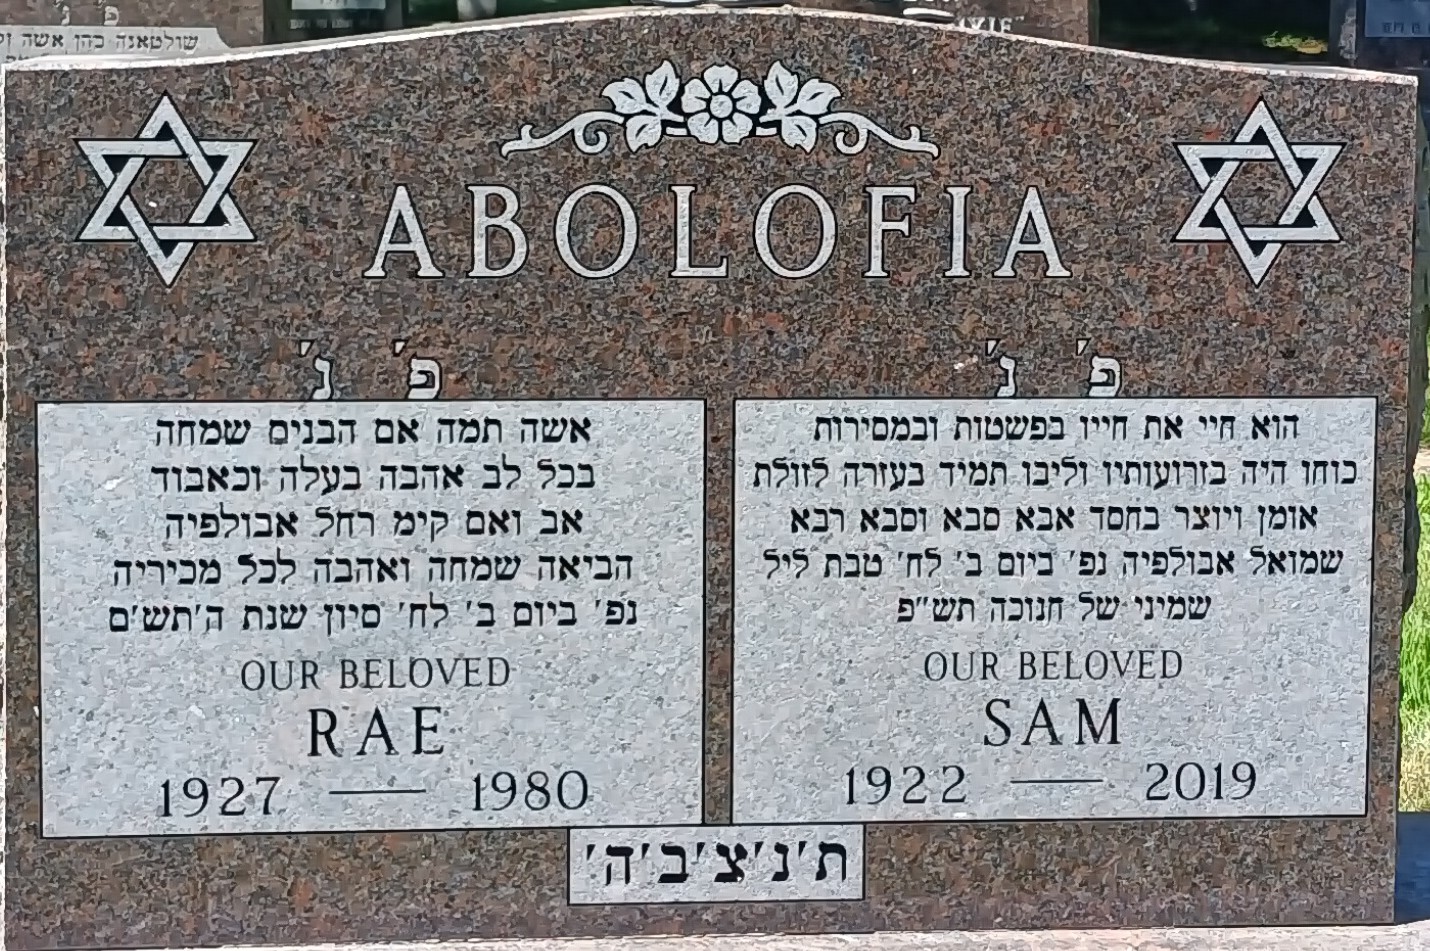 שולטאנה כהן אשה
ABOLOFIA
פ' נ'
אשה תמה אם הבנים שמחה
בכל לב אהבה בעלה וכאבוד
אב ואם קימ רחל אבולפיה
הביאה שמחה ואהבה לכל מכיריה
נפ' ביום ב' לח' סיון שנת ה'תש'ם
OUR BELOVED
RAE
1927 — 1980
פ' נ'
הוא חיי את חייו בפשטות ובמסירות
כוחו היה בזרועותיו וליבו תמיד בעזרה לזולת
אומן ויוצר בחסד אבא סבא וסבא רבא
שמואל אבולפיה נפ' ביום ב' לח' טבת ליל
שמיני של חנוכה תש"פ
OUR BELOVED
SAM
1922 — 2019
ת'נ'צ'ב'ה'